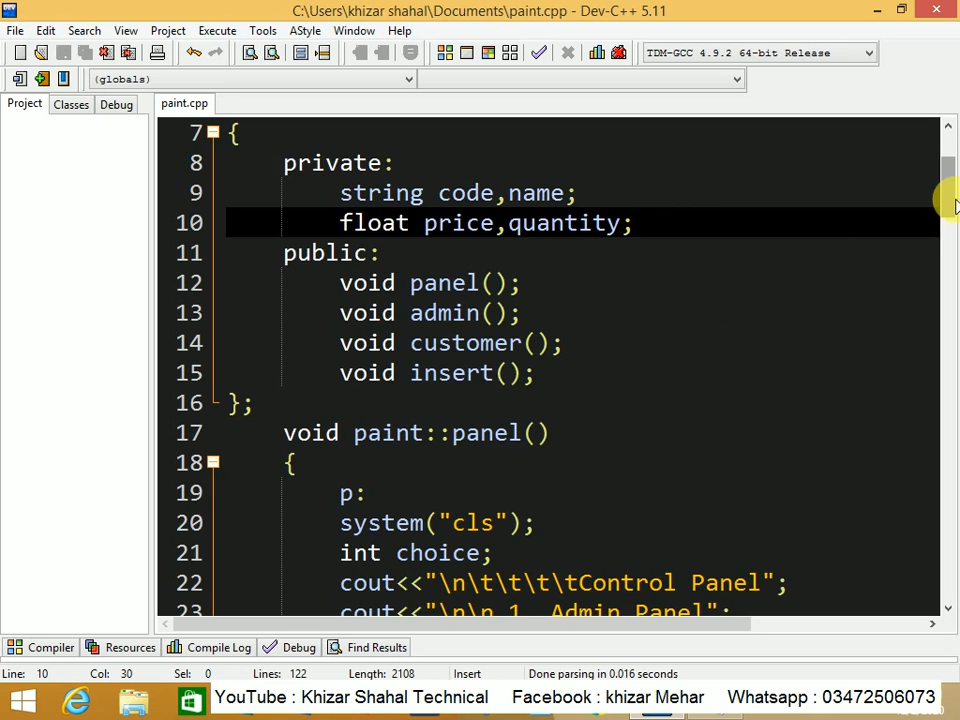 C:\Users\khizar shahal\Documents\paint.cpp - Dev-C++ 5.11
File Edit Search View Project Execute Tools AStyle Window Help
TDM-GCC 4.9.2 64-bit Release
(globals)
Project Classes Debug paint.cpp
7 {
8 private:
9 string code,name;
10 float price,quantity;
11 public:
12 void panel();
13 void admin();
14 void customer();
15 void insert();
16 };
17 void paint::panel()
18 {
19 p:
20 system("cls");
21 int choice;
22 cout<<"\n\t\t\t\tControl Panel";
23 cout<<"\n\n 1. Admin Panel";
Compiler Resources Compile Log Debug Find Results
Line: 10 Col: 30 Sel: 0 Lines: 122 Length: 2108 Insert Done parsing in 0.016 seconds
YouTube : Khizar Shahal Technical Facebook : khizar Mehar Whatsapp : 03472506073